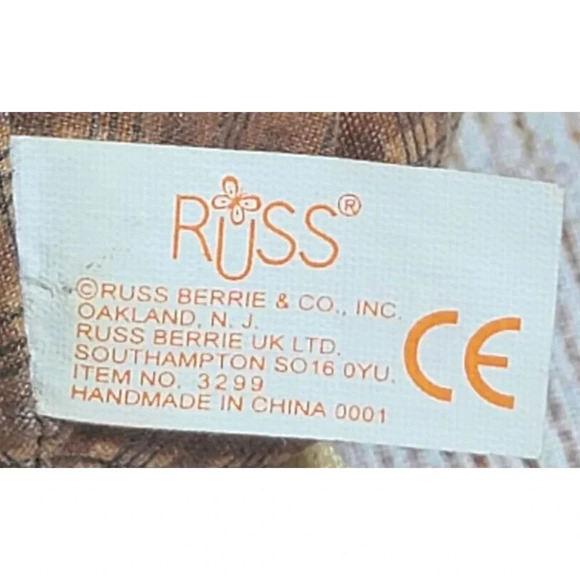 RUSS®
©RUSS BERRIE & CO., INC.
OAKLAND, N. J.
RUSS BERRIE UK LTD.
SOUTHAMPTON SO16 0YU.
ITEM NO. 3299
HANDMADE IN CHINA 0001
CE